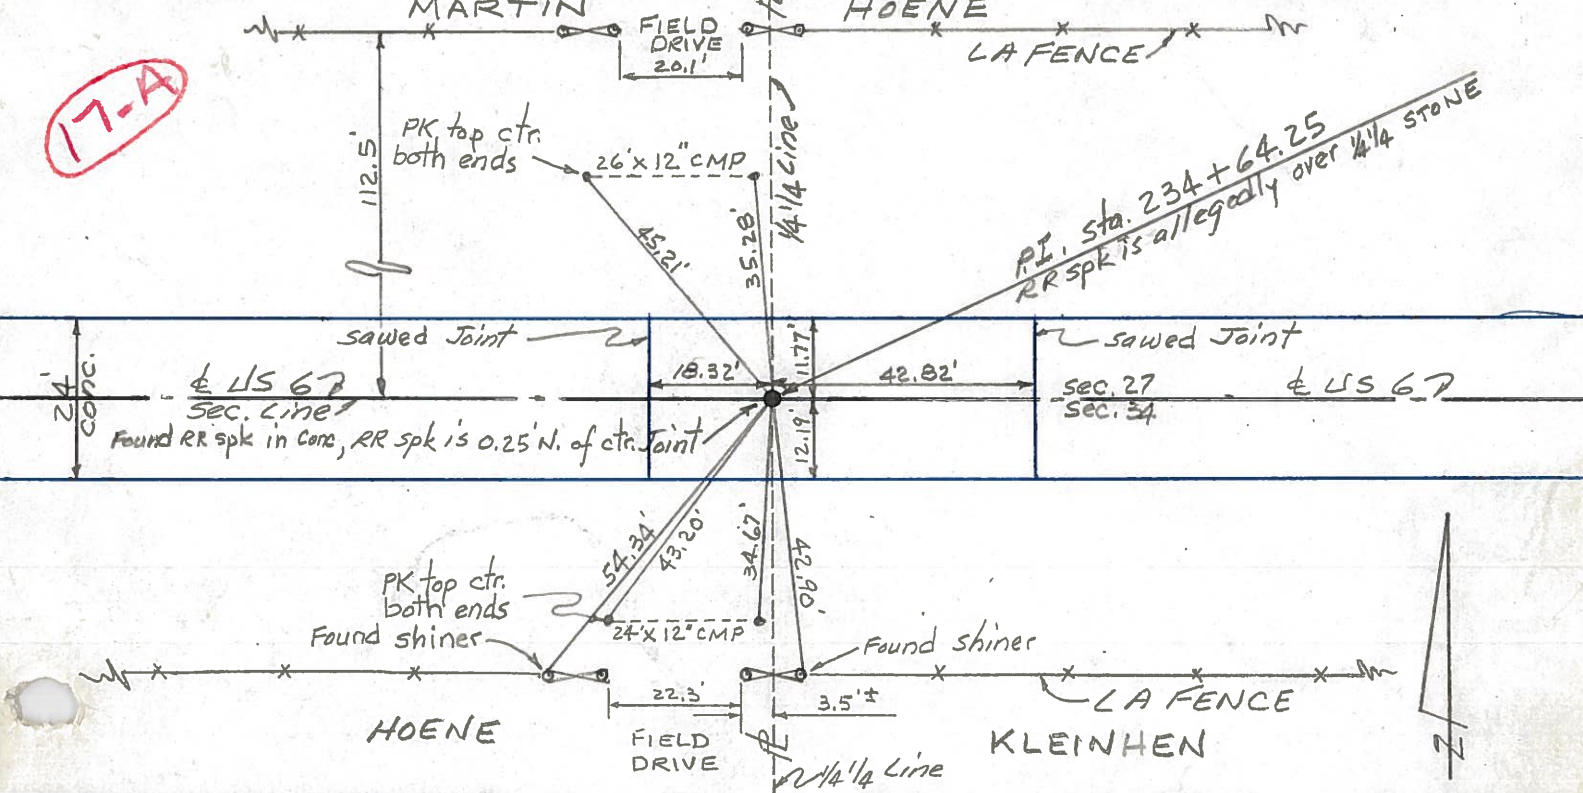 MARTIN
HOENE
FIELD
DRIVE
20.1'
LA FENCE
17-A
112.5'
PK top ctr.
both ends
26' X 12" CMP
1/4 1/4 Line
45.21'
35.28'
P.I. sta. 234+64.25
RR spk is allegedly over 1/4 1/4 STONE
sawed Joint
sawed Joint
24'
conc.
18.32'
11.77'
42.82'
℄ US 67
Sec. Line
sec. 27
sec. 34
℄ US 67
Found RR spk in conc, RR spk is 0.25' N. of ctr. Joint
12.19'
54.34'
43.20'
34.67'
42.90'
PK top ctr.
both ends
24' X 12" CMP
Found shiner
Found shiner
22.3'
3.5' ±
LA FENCE
HOENE
FIELD
DRIVE
KLEINHEN
1/4 1/4 Line
N